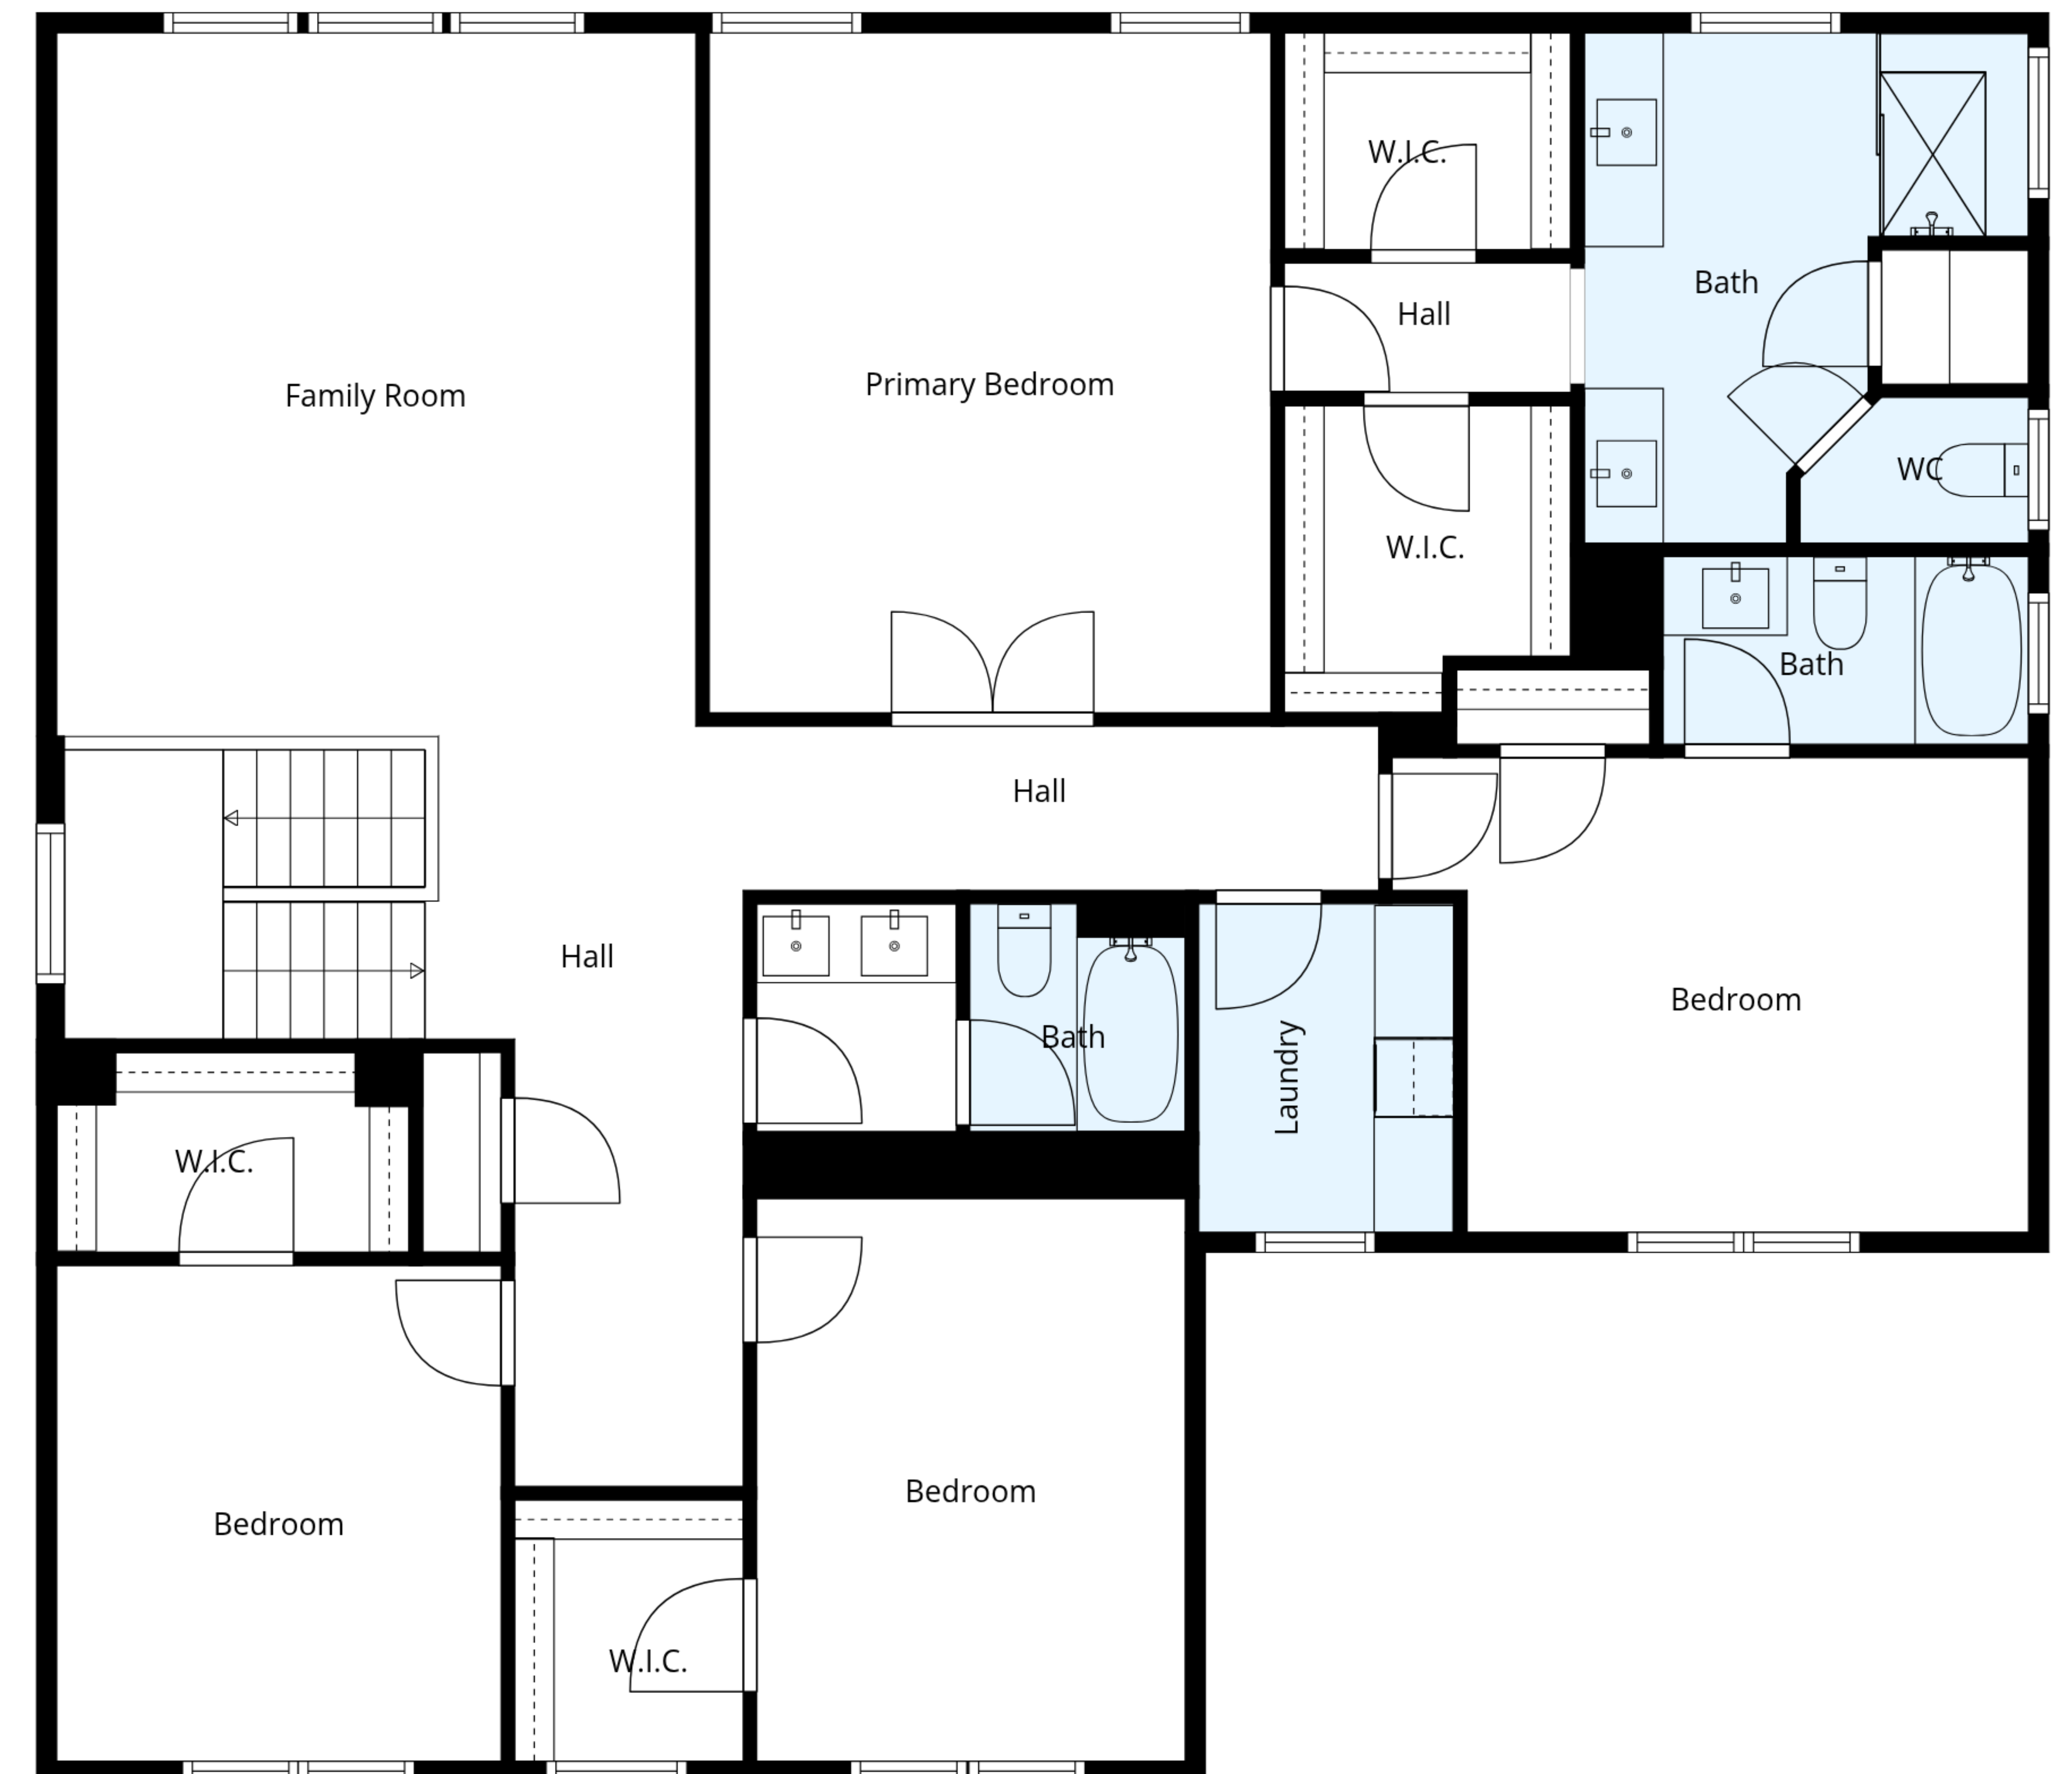 W.I.C.
Bath
Hall
Primary Bedroom
Family Room
WC
W.I.C.
Bath
Hall
Hall
Bedroom
Bath
Laundry
W.I.C.
Bedroom
Bedroom
W.I.C.